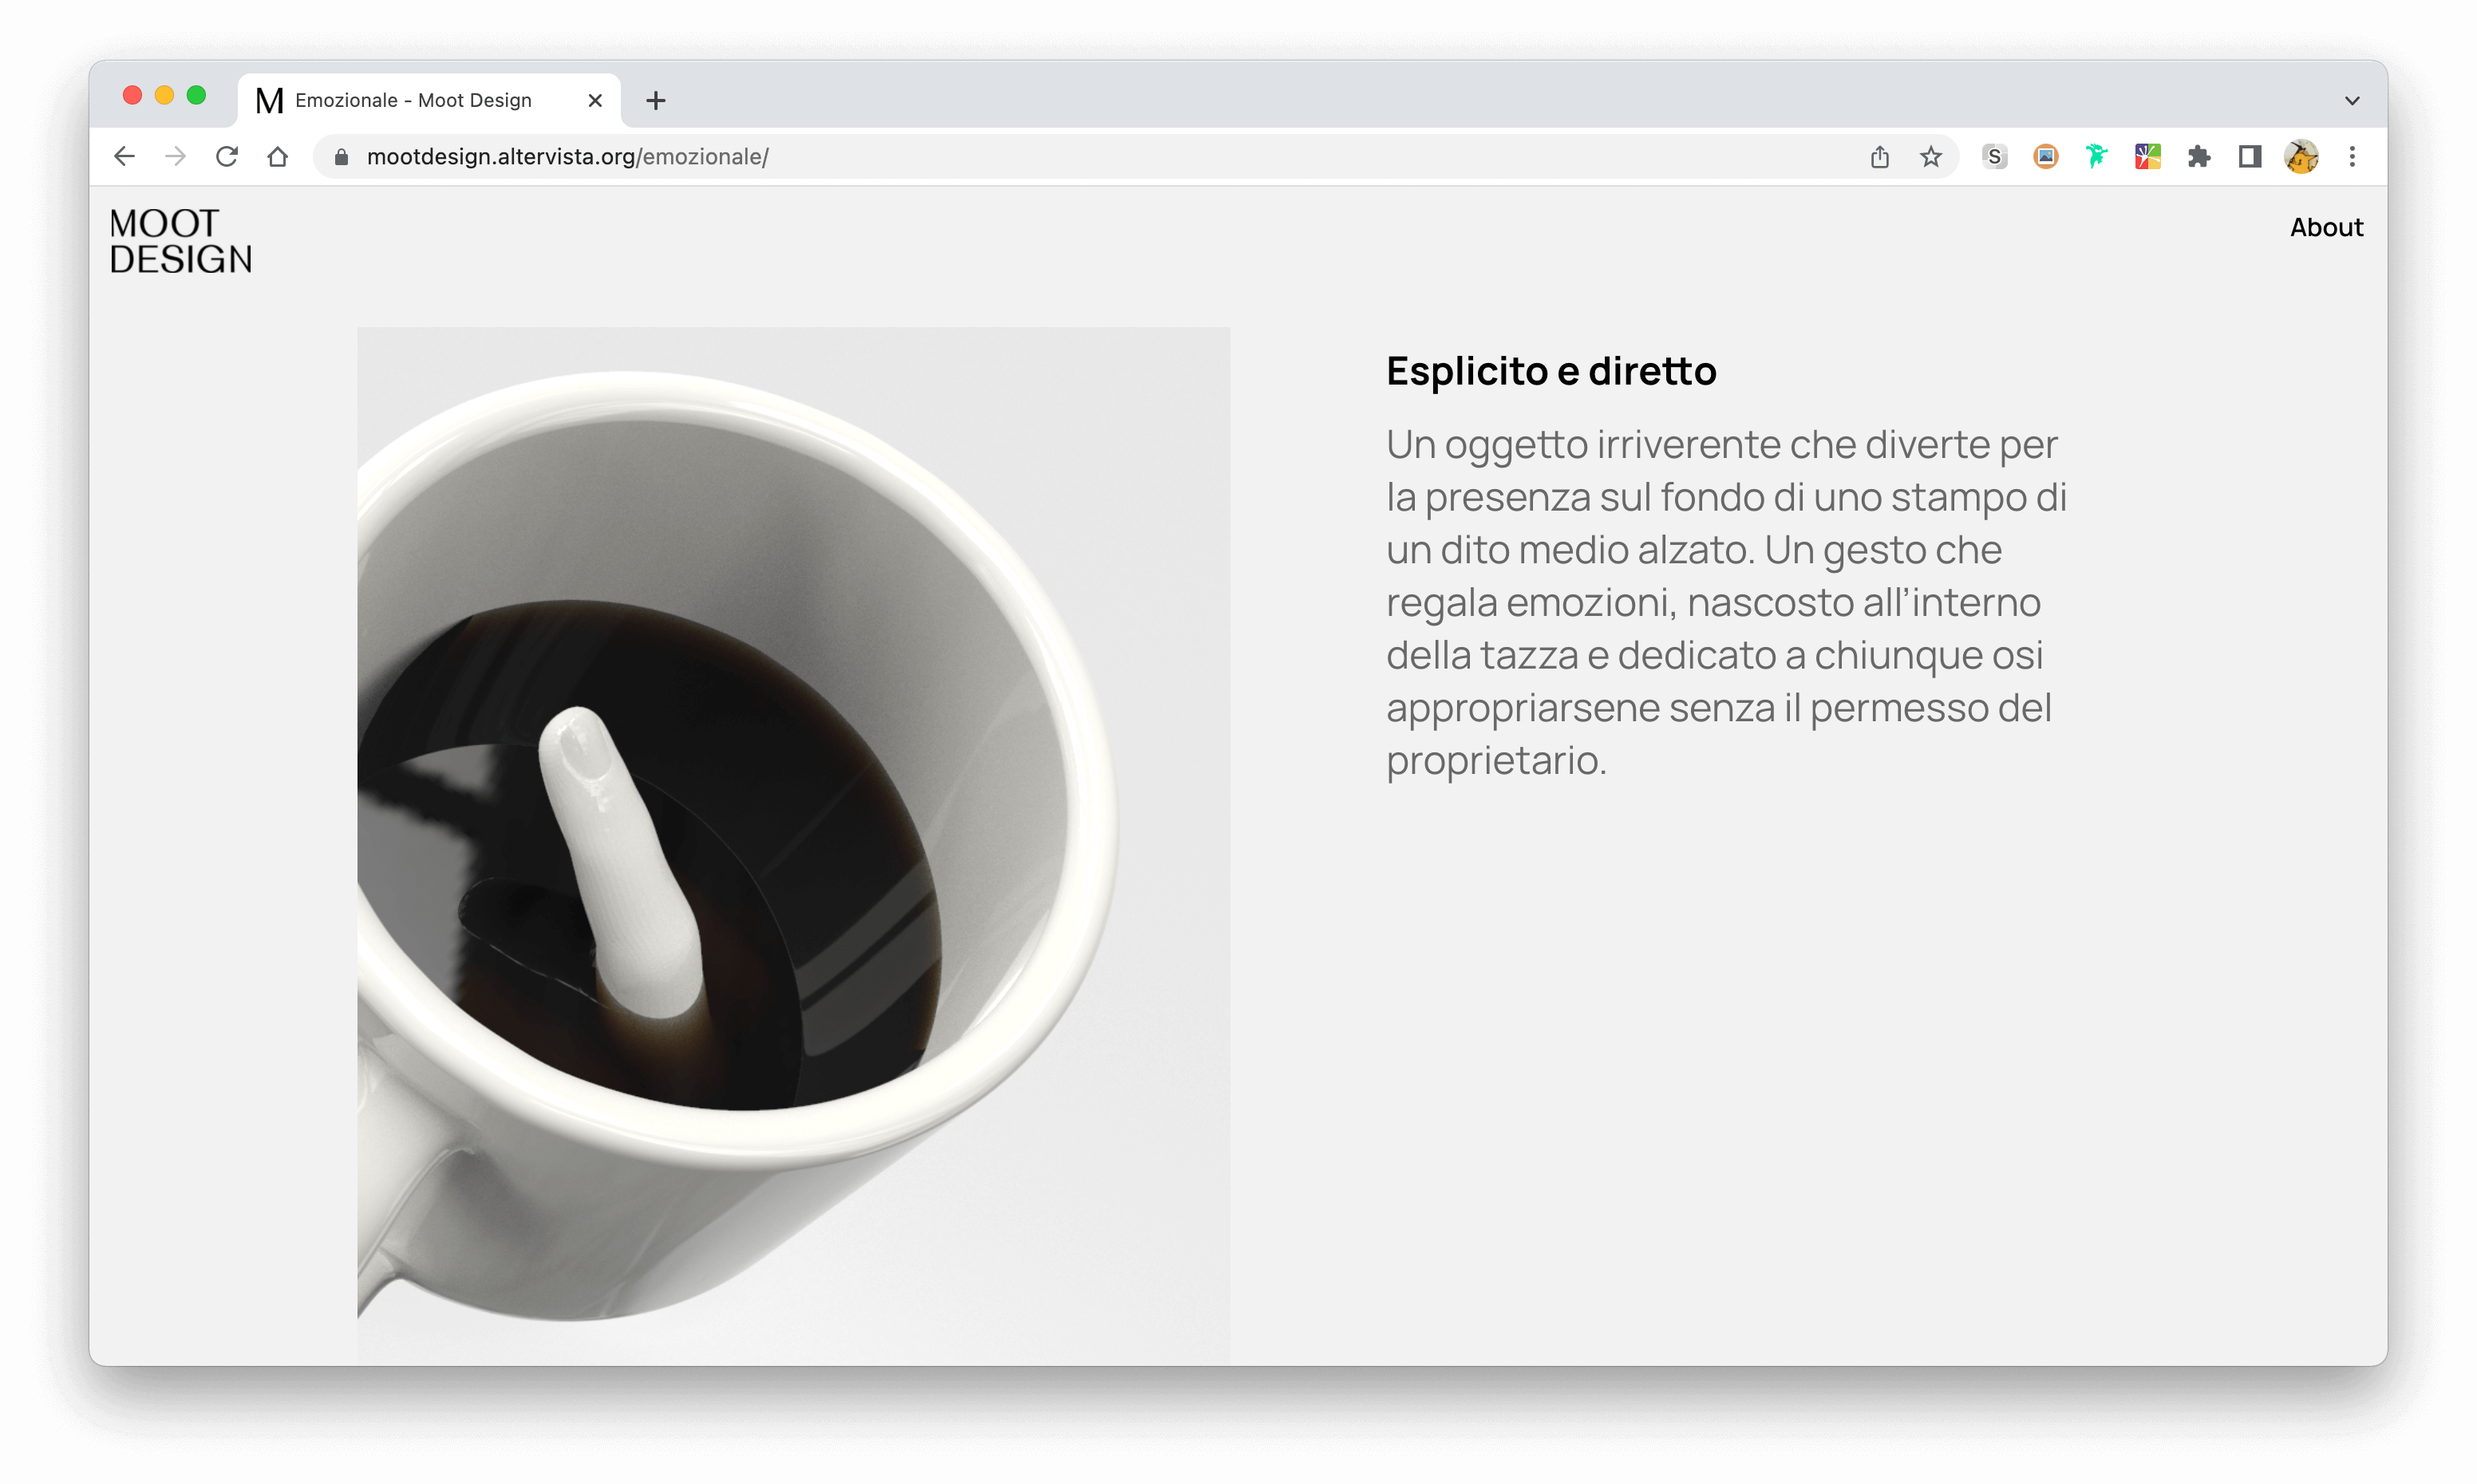 M Emozionale - Moot Design
mootdesign.altervista.org/emozionale/
S
MOOT
DESIGN
About
Esplicito e diretto
Un oggetto irriverente che diverte per
la presenza sul fondo di uno stampo di
un dito medio alzato. Un gesto che
regala emozioni, nascosto all’interno
della tazza e dedicato a chiunque osi
appropriarsene senza il permesso del
proprietario.